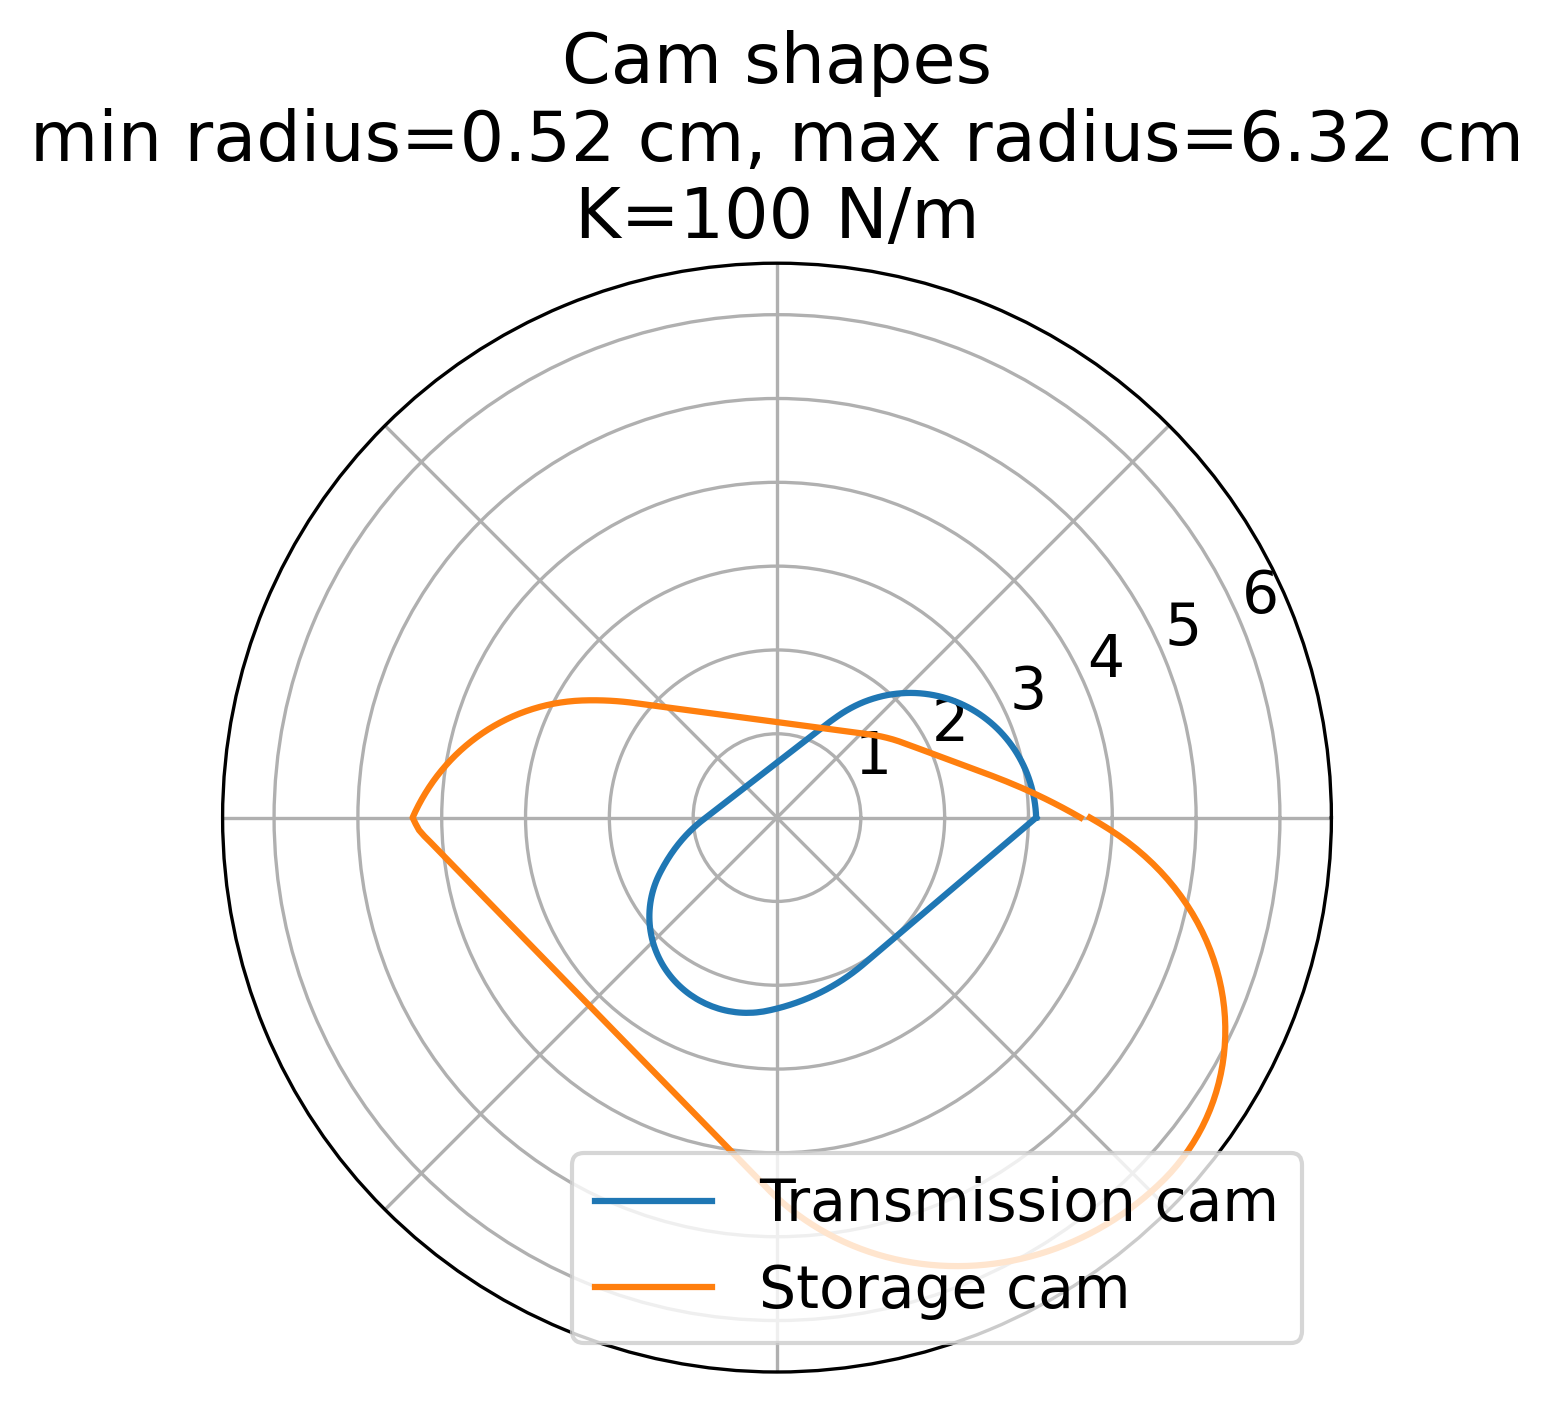 Cam shapes
min radius=0.52 cm, max radius=6.32 cm
K=100 N/m
6
5
4
3
2
1
Transmission cam
Storage cam